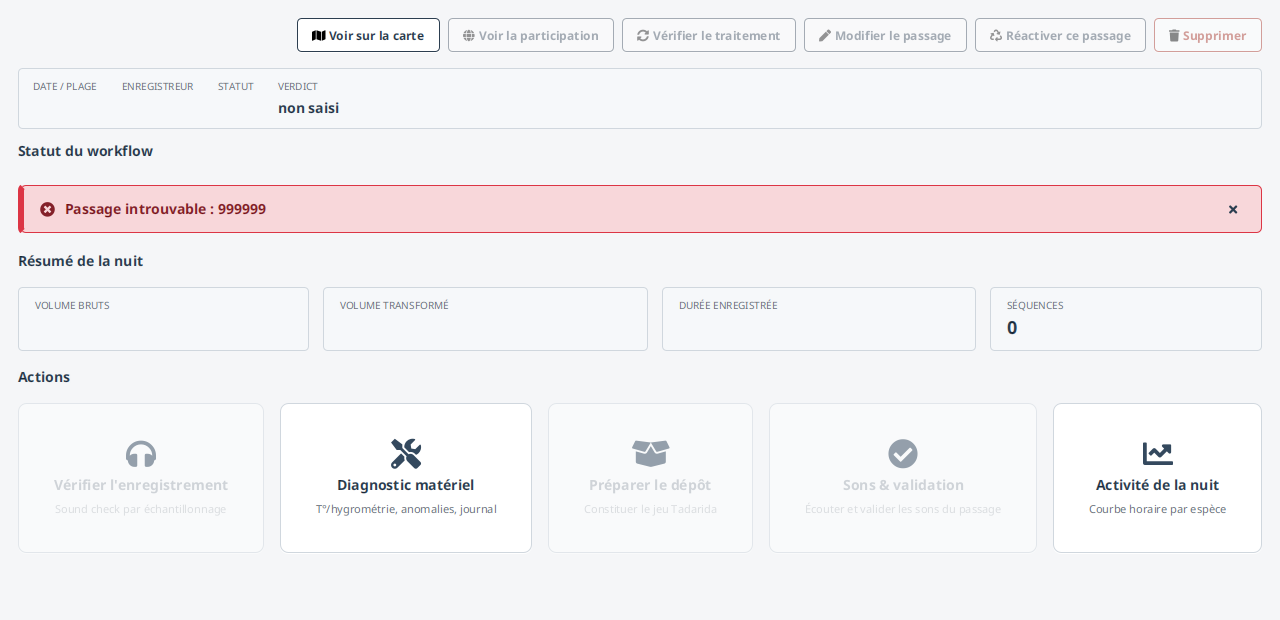 Voir sur la carte
Voir la participation
Vérifier le traitement
Modifier le passage
Réactiver ce passage
Supprimer
DATE / PLAGE
ENREGISTREUR
STATUT
VERDICT
non saisi
Statut du workflow
Passage introuvable : 999999
Résumé de la nuit
VOLUME BRUTS
VOLUME TRANSFORMÉ
DURÉE ENREGISTRÉE
SÉQUENCES
0
Actions
Vérifier l'enregistrement
Sound check par échantillonnage
Diagnostic matériel
T°/hygrométrie, anomalies, journal
Préparer le dépôt
Constituer le jeu Tadarida
Sons & validation
Écouter et valider les sons du passage
Activité de la nuit
Courbe horaire par espèce